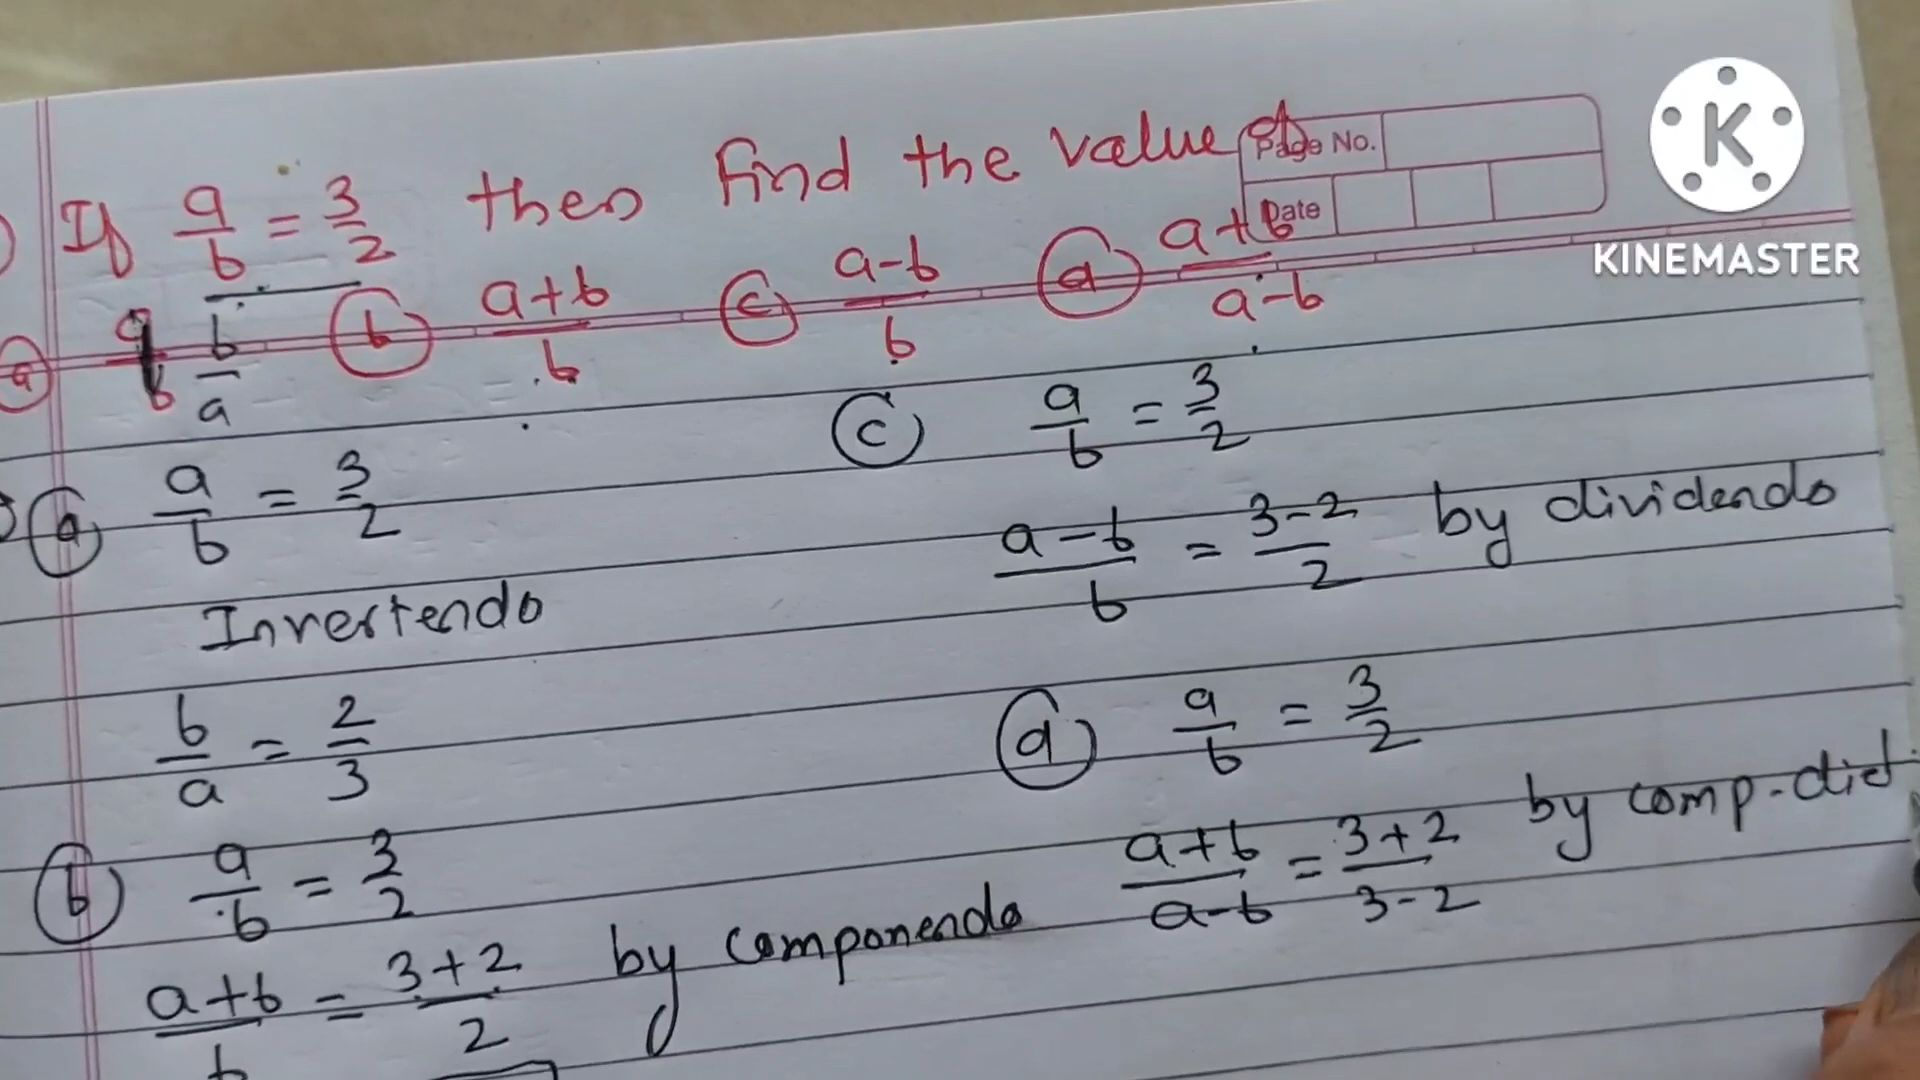 If a/b = 3/2 then find the value of
Page No.
Date
K
KINEMASTER
(a) b/a (b) a+b/b (c) a-b/b (d) a+b/a-b
(a) a/b = 3/2
Invertendo
b/a = 2/3
(b) a/b = 3/2
a+b/b = 3+2/2 by componendo
(c) a/b = 3/2
a-b/b = 3-2/2 by dividendo
(d) a/b = 3/2
a+b/a-b = 3+2/3-2 by comp-